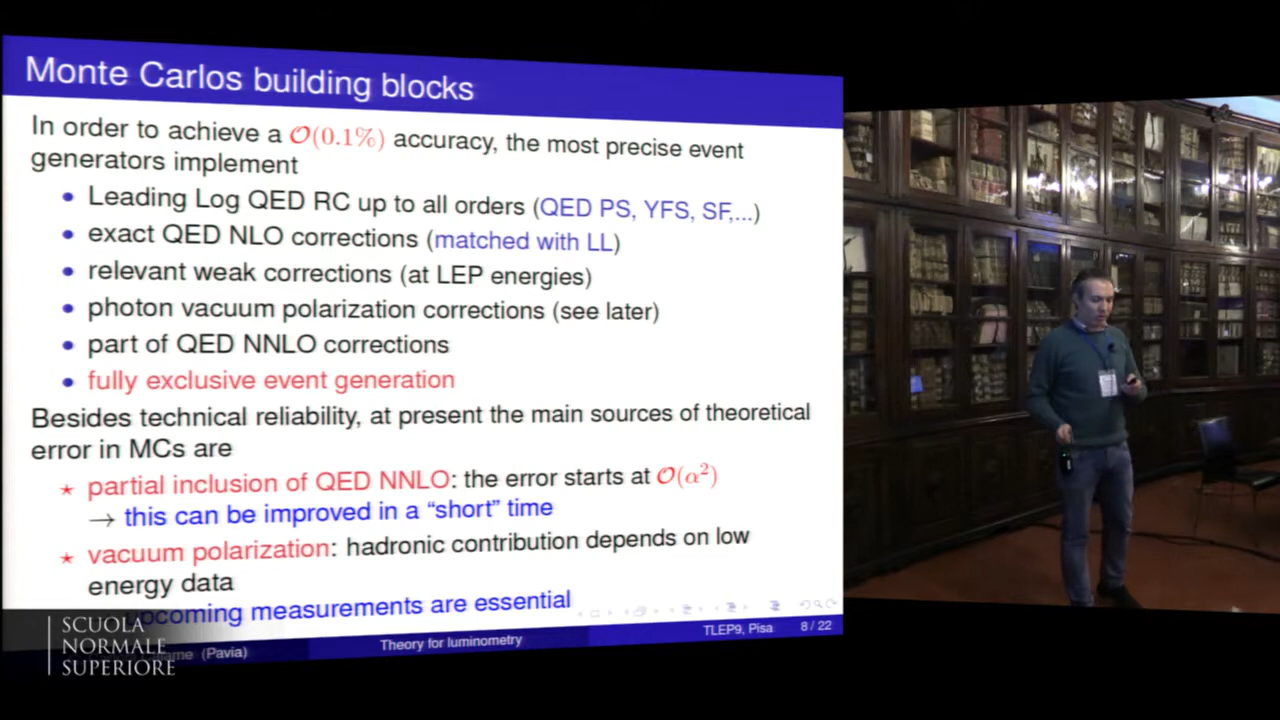 Monte Carlos building blocks
In order to achieve a O(0.1%) accuracy, the most precise event
generators implement
• Leading Log QED RC up to all orders (QED PS, YFS, SF,...)
• exact QED NLO corrections (matched with LL)
• relevant weak corrections (at LEP energies)
• photon vacuum polarization corrections (see later)
• part of QED NNLO corrections
• fully exclusive event generation
Besides technical reliability, at present the main sources of theoretical
error in MCs are
⋆ partial inclusion of QED NNLO: the error starts at O(α²)
→ this can be improved in a “short” time
⋆ vacuum polarization: hadronic contribution depends on low
energy data
upcoming measurements are essential
(Pavia) Theory for luminometry TLEP9, Pisa 8 / 22
SCUOLA
NORMALE
SUPERIORE